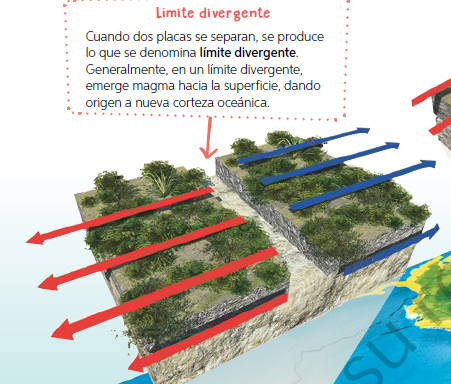 Límite divergente
Cuando dos placas se separan, se produce
lo que se denomina límite divergente.
Generalmente, en un límite divergente,
emerge magma hacia la superficie, dando
origen a nueva corteza oceánica.
su